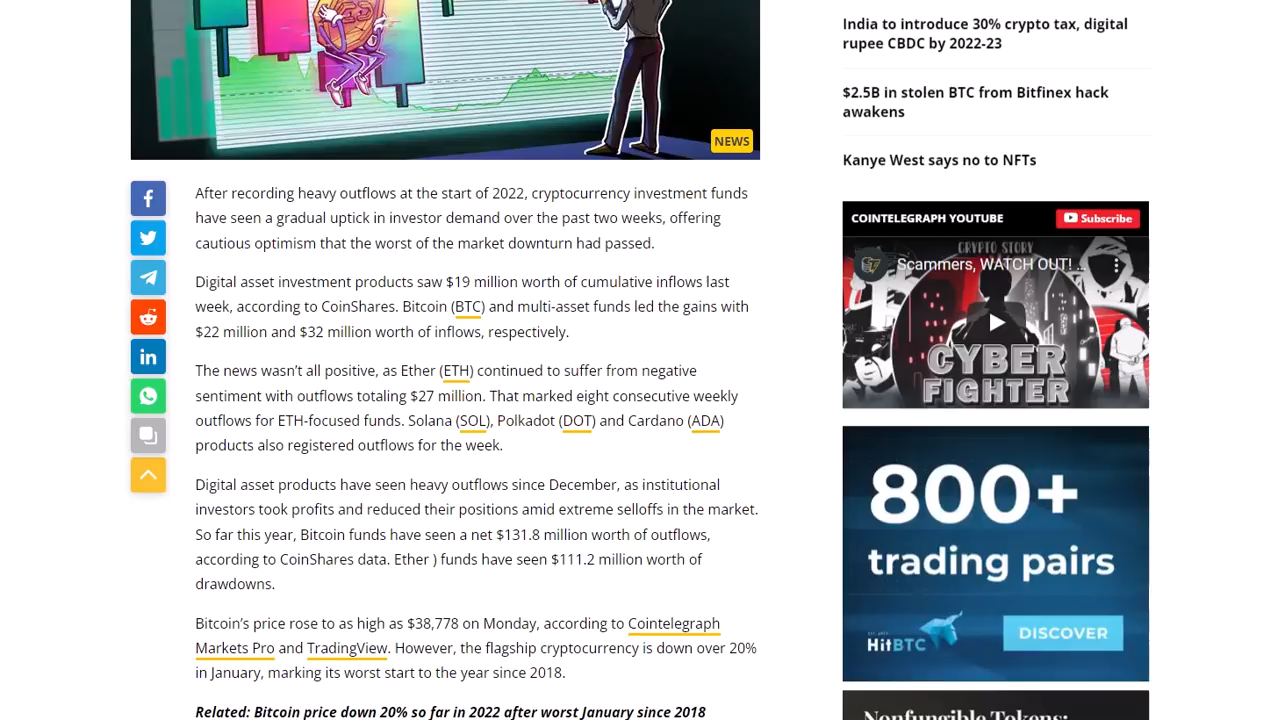 NEWS
After recording heavy outflows at the start of 2022, cryptocurrency investment funds
have seen a gradual uptick in investor demand over the past two weeks, offering
cautious optimism that the worst of the market downturn had passed.
Digital asset investment products saw $19 million worth of cumulative inflows last
week, according to CoinShares. Bitcoin (BTC) and multi-asset funds led the gains with
$22 million and $32 million worth of inflows, respectively.
The news wasn’t all positive, as Ether (ETH) continued to suffer from negative
sentiment with outflows totaling $27 million. That marked eight consecutive weekly
outflows for ETH-focused funds. Solana (SOL), Polkadot (DOT) and Cardano (ADA)
products also registered outflows for the week.
Digital asset products have seen heavy outflows since December, as institutional
investors took profits and reduced their positions amid extreme selloffs in the market.
So far this year, Bitcoin funds have seen a net $131.8 million worth of outflows,
according to CoinShares data. Ether ) funds have seen $111.2 million worth of
drawdowns.
Bitcoin’s price rose to as high as $38,778 on Monday, according to Cointelegraph
Markets Pro and TradingView. However, the flagship cryptocurrency is down over 20%
in January, marking its worst start to the year since 2018.
Related: Bitcoin price down 20% so far in 2022 after worst January since 2018
India to introduce 30% crypto tax, digital
rupee CBDC by 2022-23
$2.5B in stolen BTC from Bitfinex hack
awakens
Kanye West says no to NFTs
COINTELEGRAPH YOUTUBE
Subscribe
CRYPTO STORY
Scammers, WATCH OUT! ...
CYBER
FIGHTER
800+
trading pairs
HitBTC
DISCOVER
Nonfungible Tokens: